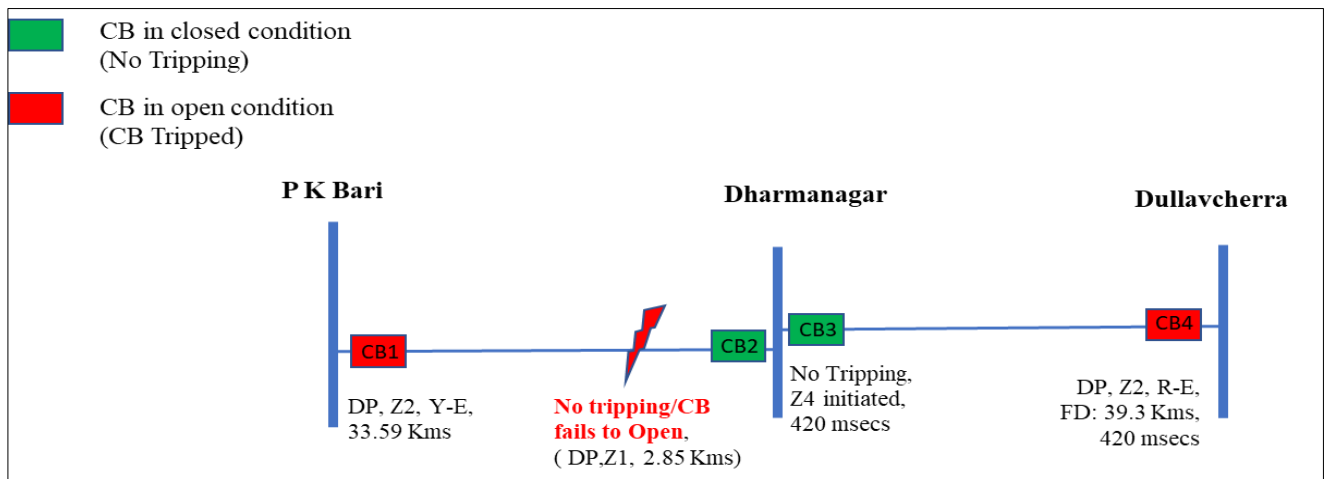 CB in closed condition
(No Tripping)
CB in open condition
(CB Tripped)
P K Bari
Dharmanagar
Dullavcherra
CB1
CB2
CB3
CB4
DP, Z2, Y-E,
33.59 Kms
No tripping/CB
fails to Open,
( DP,Z1, 2.85 Kms)
No Tripping,
Z4 initiated,
420 msecs
DP, Z2, R-E,
FD: 39.3 Kms,
420 msecs